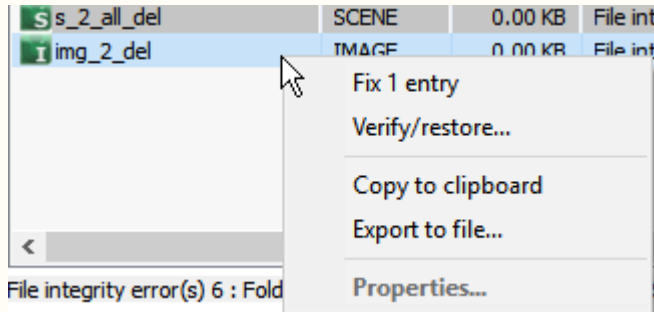 S s_2_all_del SCENE 0.00 KB File int
I img_2_del IMAGE 0.00 KB File int
Fix 1 entry
Verify/restore...
Copy to clipboard
Export to file...
Properties...
File integrity error(s) 6 : Fold